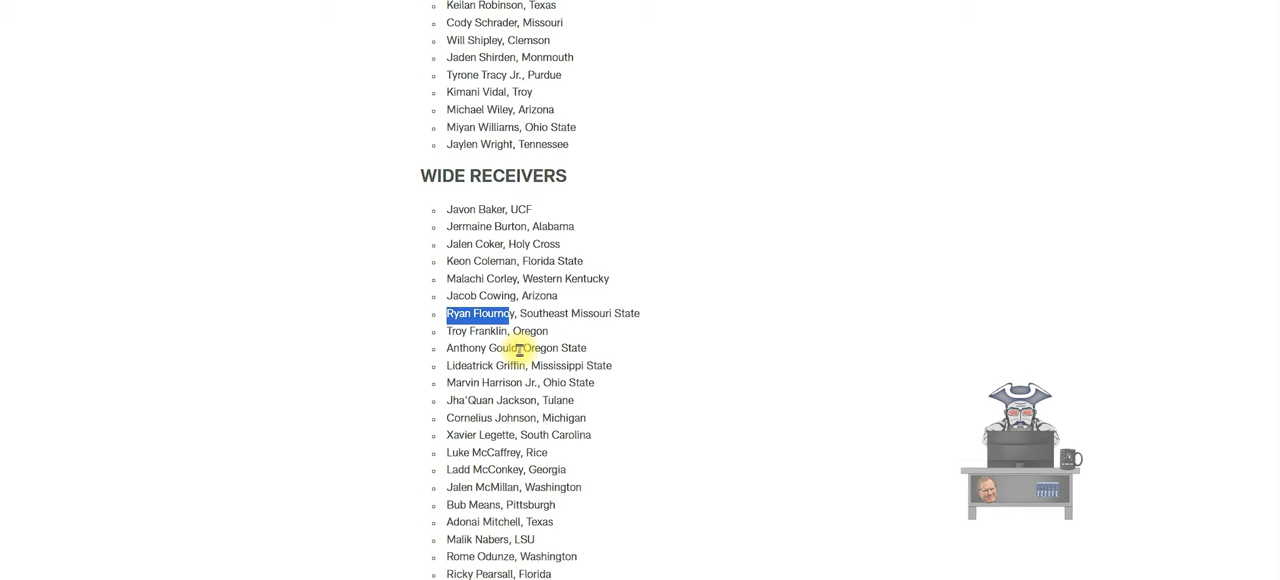 Keilan Robinson, Texas
Cody Schrader, Missouri
Will Shipley, Clemson
Jaden Shirden, Monmouth
Tyrone Tracy Jr., Purdue
Kimani Vidal, Troy
Michael Wiley, Arizona
Miyan Williams, Ohio State
Jaylen Wright, Tennessee
WIDE RECEIVERS
Javon Baker, UCF
Jermaine Burton, Alabama
Jalen Coker, Holy Cross
Keon Coleman, Florida State
Malachi Corley, Western Kentucky
Jacob Cowing, Arizona
Ryan Flournoy, Southeast Missouri State
Troy Franklin, Oregon
Anthony Gould, Oregon State
Lideatrick Griffin, Mississippi State
Marvin Harrison Jr., Ohio State
Jha'Quan Jackson, Tulane
Cornelius Johnson, Michigan
Xavier Legette, South Carolina
Luke McCaffrey, Rice
Ladd McConkey, Georgia
Jalen McMillan, Washington
Bub Means, Pittsburgh
Adonai Mitchell, Texas
Malik Nabers, LSU
Rome Odunze, Washington
Ricky Pearsall, Florida